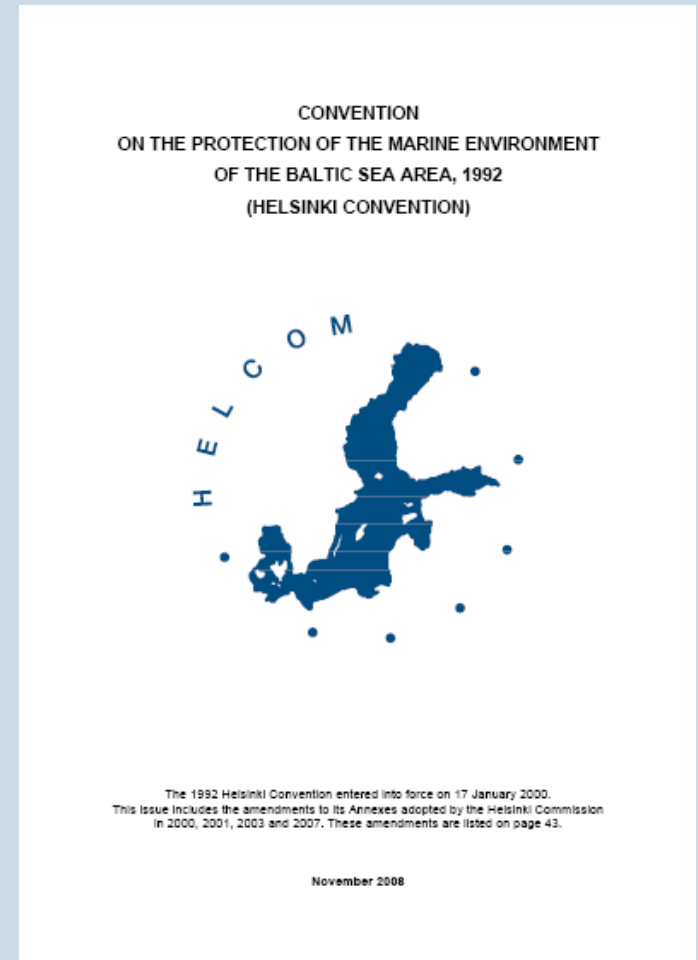 CONVENTION
ON THE PROTECTION OF THE MARINE ENVIRONMENT
OF THE BALTIC SEA AREA, 1992
(HELSINKI CONVENTION)
HELCOM
The 1992 Helsinki Convention entered into force on 17 January 2000.
This issue includes the amendments to its Annexes adopted by the Helsinki Commission
in 2000, 2001, 2003 and 2007. These amendments are listed on page 43.
November 2008